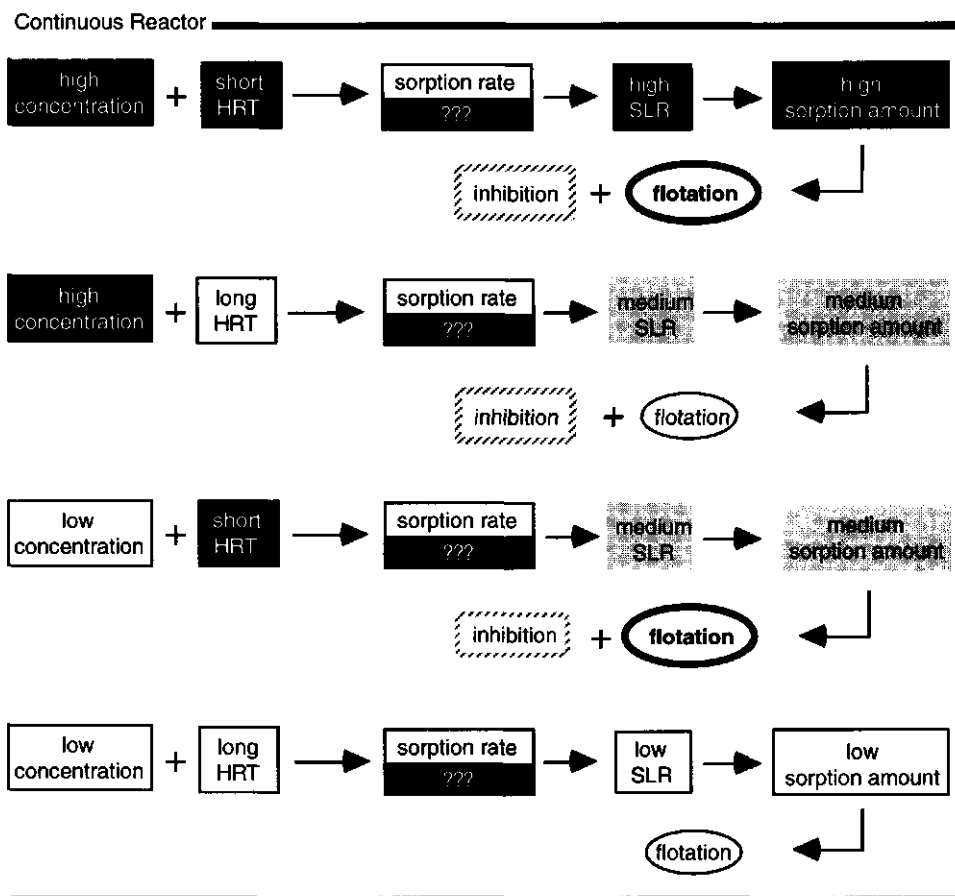 Continuous Reactor
high
concentration
+
short
HRT
sorption rate
???
high
SLR
high
sorption amount
inhibition
+
flotation
high
concentration
+
long
HRT
sorption rate
???
medium
SLR
medium
sorption amount
inhibition
+
flotation
low
concentration
+
short
HRT
sorption rate
???
medium
SLR
medium
sorption amount
inhibition
+
flotation
low
concentration
+
long
HRT
sorption rate
???
low
SLR
low
sorption amount
flotation